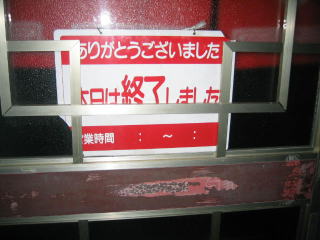 ありがとうございました
本日は終了しました
営業時間 : 〜 :